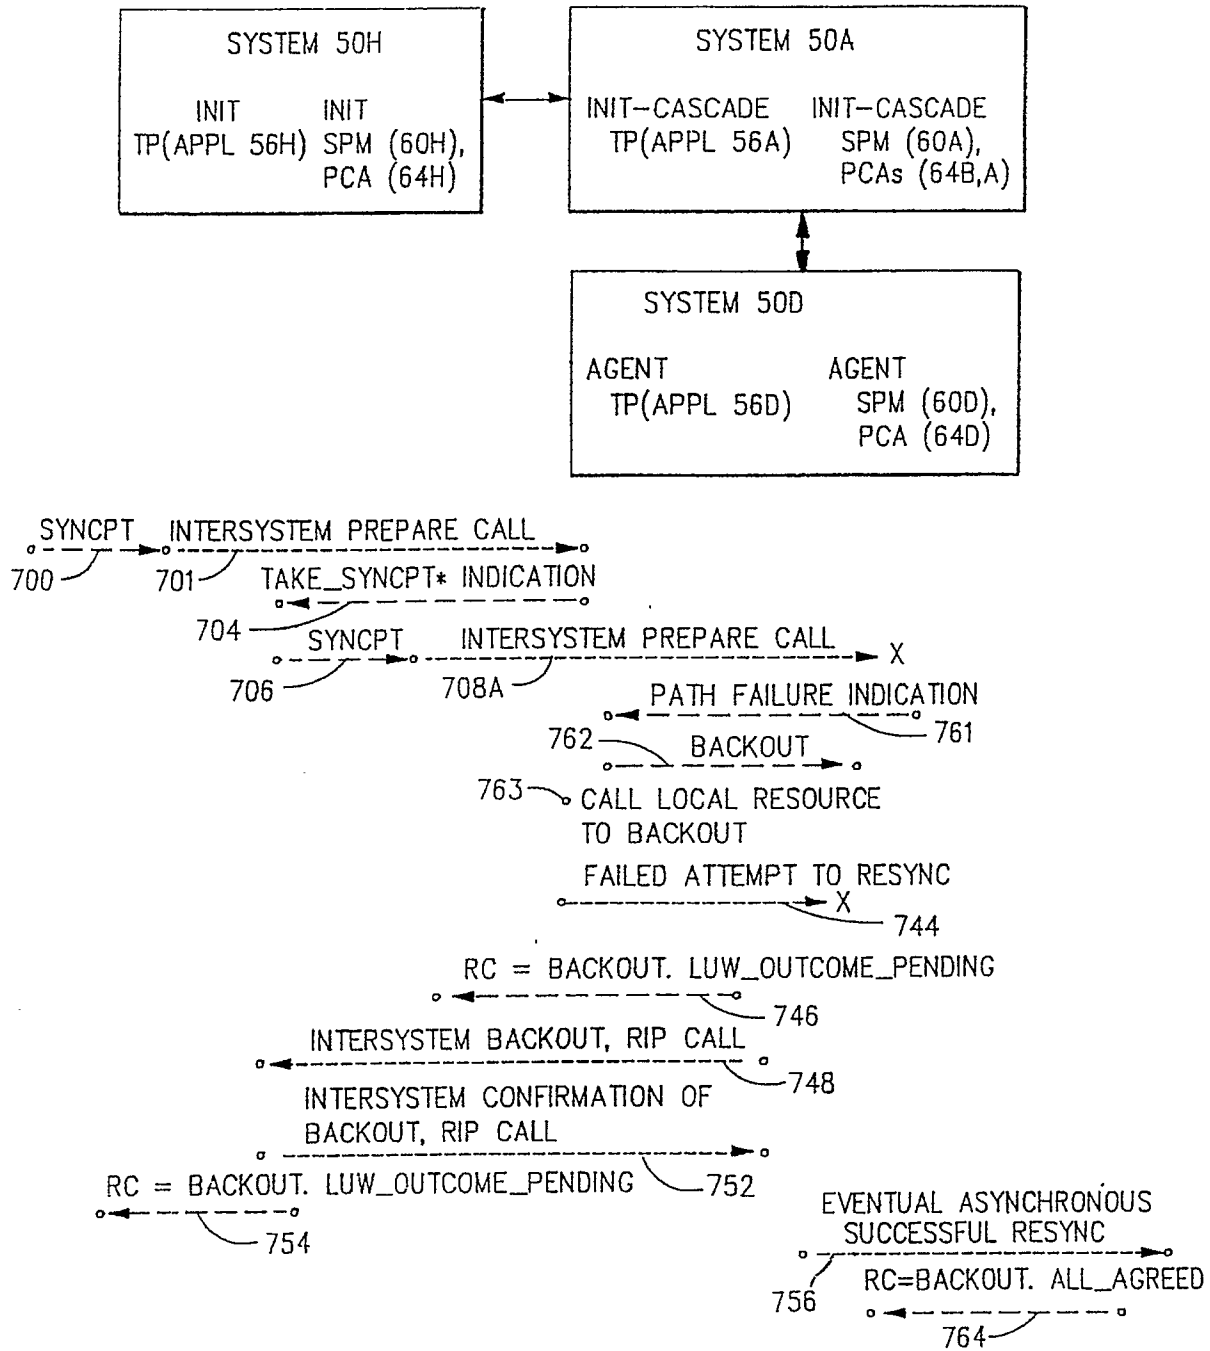 SYSTEM 50H
INIT INIT
TP(APPL 56H) SPM (60H),
PCA (64H)
SYSTEM 50A
INIT-CASCADE INIT-CASCADE
TP(APPL 56A) SPM (60A),
PCAs (64B,A)
SYSTEM 50D
AGENT AGENT
TP(APPL 56D) SPM (60D),
PCA (64D)
SYNCPT INTERSYSTEM PREPARE CALL
700 701
TAKE_SYNCPT* INDICATION
704
SYNCPT INTERSYSTEM PREPARE CALL
X
706 708A
PATH FAILURE INDICATION
761
762 BACKOUT
763 CALL LOCAL RESOURCE
TO BACKOUT
FAILED ATTEMPT TO RESYNC
X
744
RC = BACKOUT. LUW_OUTCOME_PENDING
746
INTERSYSTEM BACKOUT, RIP CALL
748
INTERSYSTEM CONFIRMATION OF
BACKOUT, RIP CALL
752
RC = BACKOUT. LUW_OUTCOME_PENDING
754
EVENTUAL ASYNCHRONOUS
SUCCESSFUL RESYNC
756
RC=BACKOUT. ALL_AGREED
764